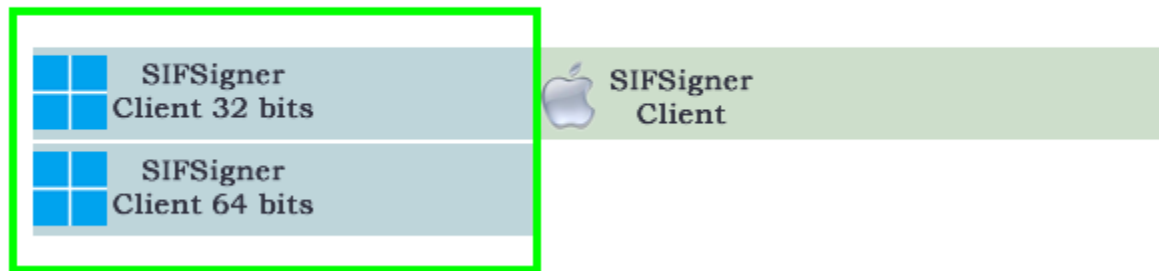 SIFSigner
Client 32 bits
SIFSigner
Client
SIFSigner
Client 64 bits